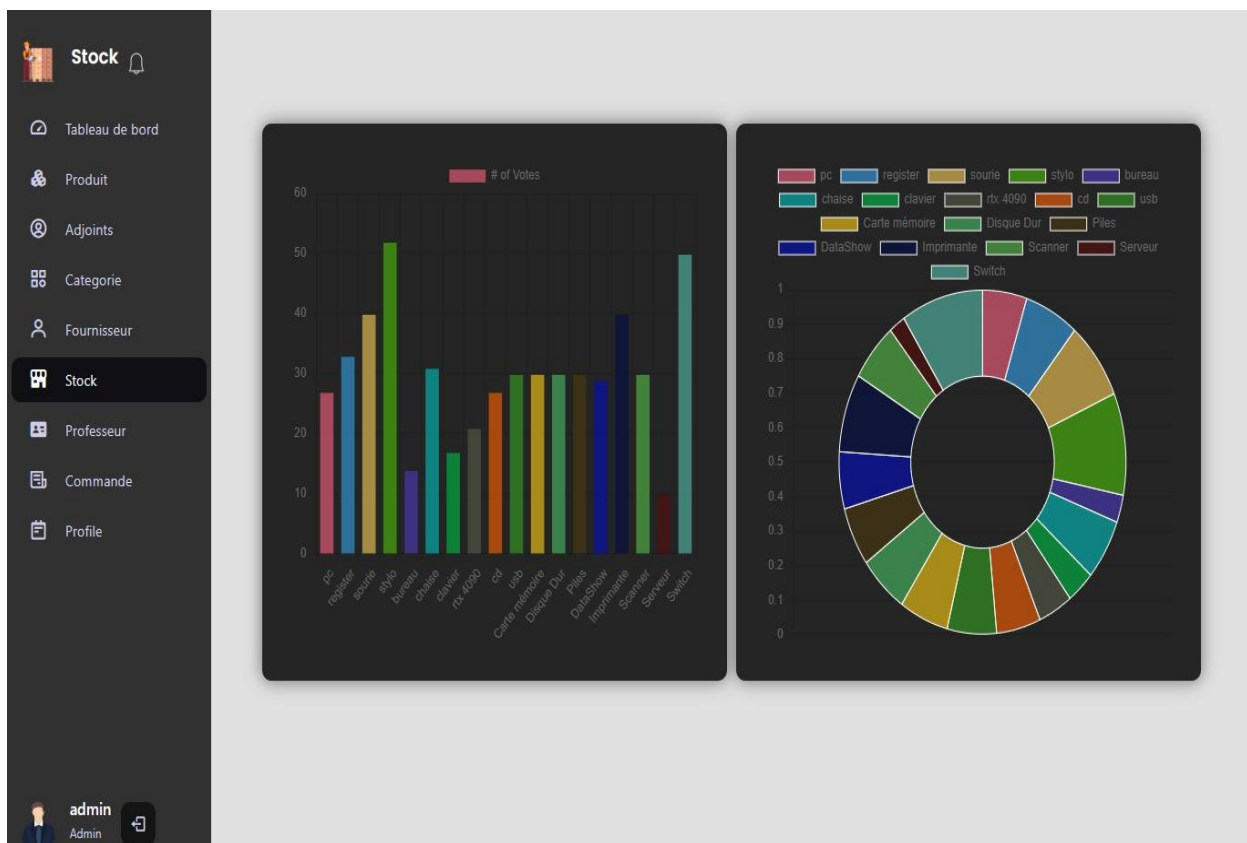 Stock
Tableau de bord
Produit
Adjoints
Categorie
Fournisseur
Stock
Professeur
Commande
Profile
admin
Admin
# of Votes
60
50
40
30
20
10
0
pc register sourie stylo bureau chaise clavier rtx 4090 cd usb Carte mémoire Disque Dur Piles DataShow Imprimante Scanner Serveur Switch
pc register sourie stylo bureau
chaise clavier rtx 4090 cd usb
Carte mémoire Disque Dur Piles
DataShow Imprimante Scanner Serveur
Switch
1
0.9
0.8
0.7
0.6
0.5
0.4
0.3
0.2
0.1
0